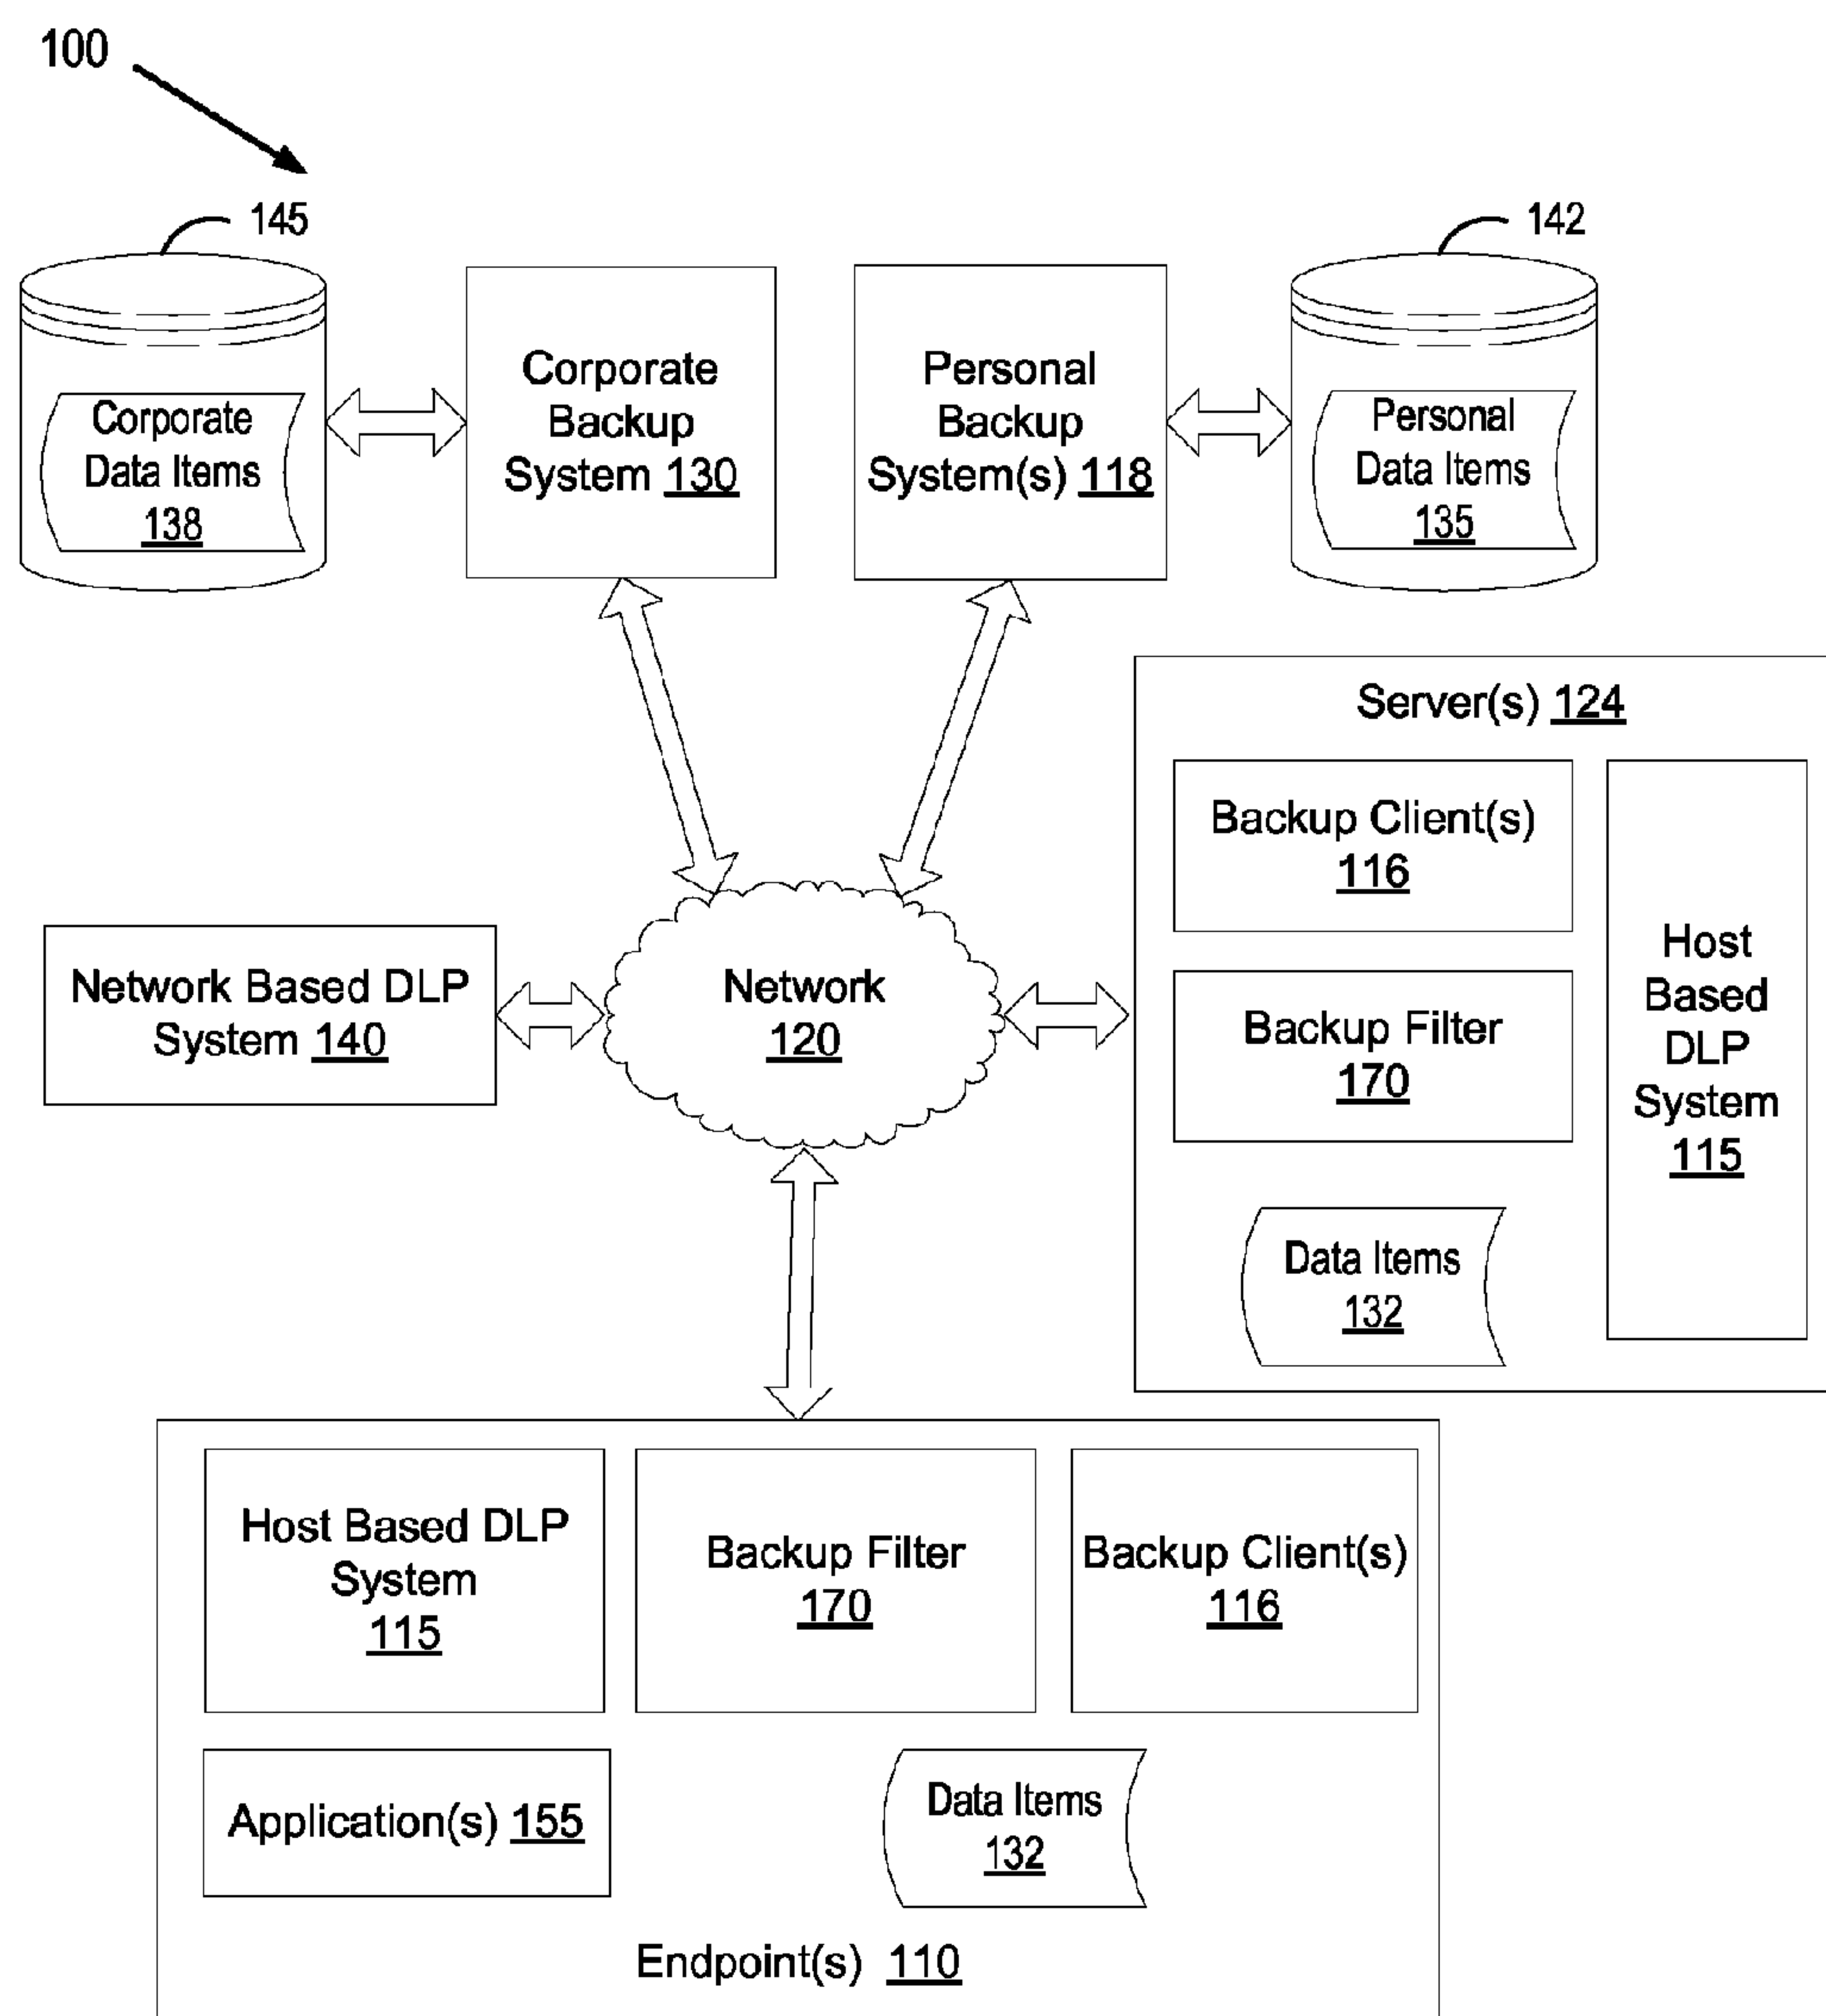 100
145
142
Corporate
Data Items
138
Corporate
Backup
System 130
Personal
Backup
System(s) 118
Personal
Data Items
135
Server(s) 124
Backup Client(s)
116
Backup Filter
170
Data Items
132
Host
Based
DLP
System
115
Network Based DLP
System 140
Network
120
Host Based DLP
System
115
Backup Filter
170
Backup Client(s)
116
Application(s) 155
Data Items
132
Endpoint(s) 110